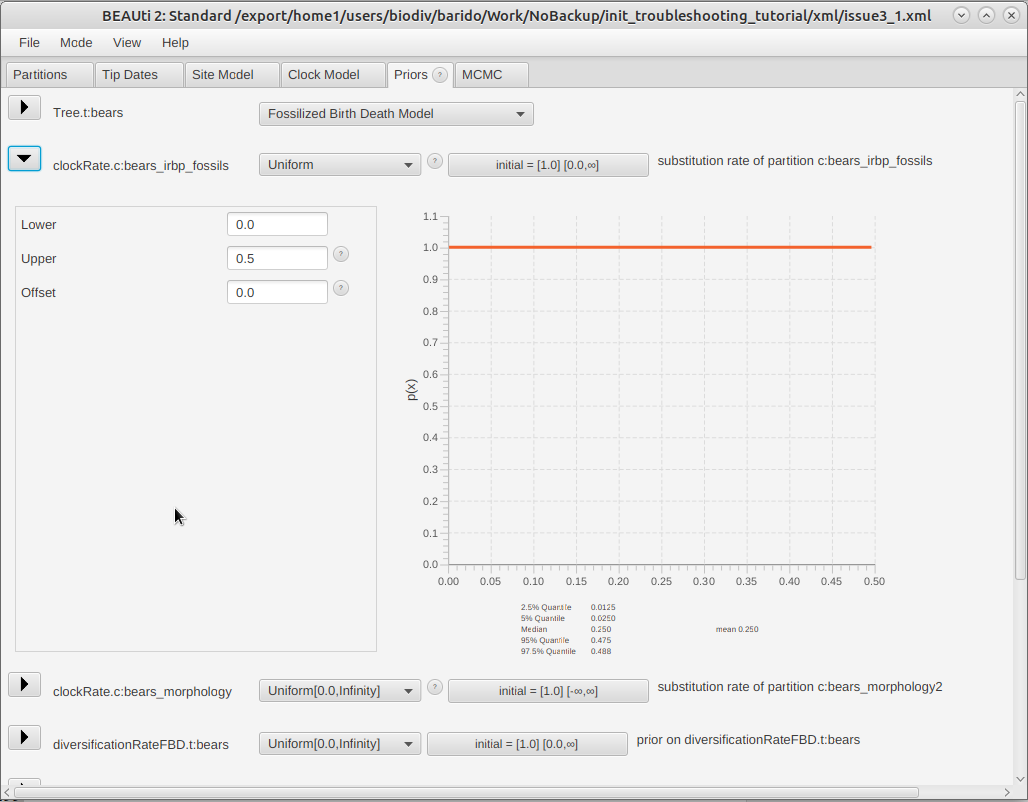 BEAUti 2: Standard /export/home1/users/biodiv/barido/Work/NoBackup/init_troubleshooting_tutorial/xml/issue3_1.xml
File Mode View Help
Partitions Tip Dates Site Model Clock Model Priors ? MCMC
Tree.t:bears Fossilized Birth Death Model
clockRate.c:bears_irbp_fossils Uniform ? initial = [1.0] [0.0,∞] substitution rate of partition c:bears_irbp_fossils
Lower 0.0
Upper 0.5 ?
Offset 0.0 ?
p(x)
1.1
1.0
0.9
0.8
0.7
0.6
0.5
0.4
0.3
0.2
0.1
0.0
0.00 0.05 0.10 0.15 0.20 0.25 0.30 0.35 0.40 0.45 0.50
2.5% Quantile 0.0125
5% Quantile 0.0250
Median 0.250 mean 0.250
95% Quantile 0.475
97.5% Quantile 0.488
clockRate.c:bears_morphology Uniform[0.0,Infinity] ? initial = [1.0] [-∞,∞] substitution rate of partition c:bears_morphology2
diversificationRateFBD.t:bears Uniform[0.0,Infinity] initial = [1.0] [0.0,∞] prior on diversificationRateFBD.t:bears